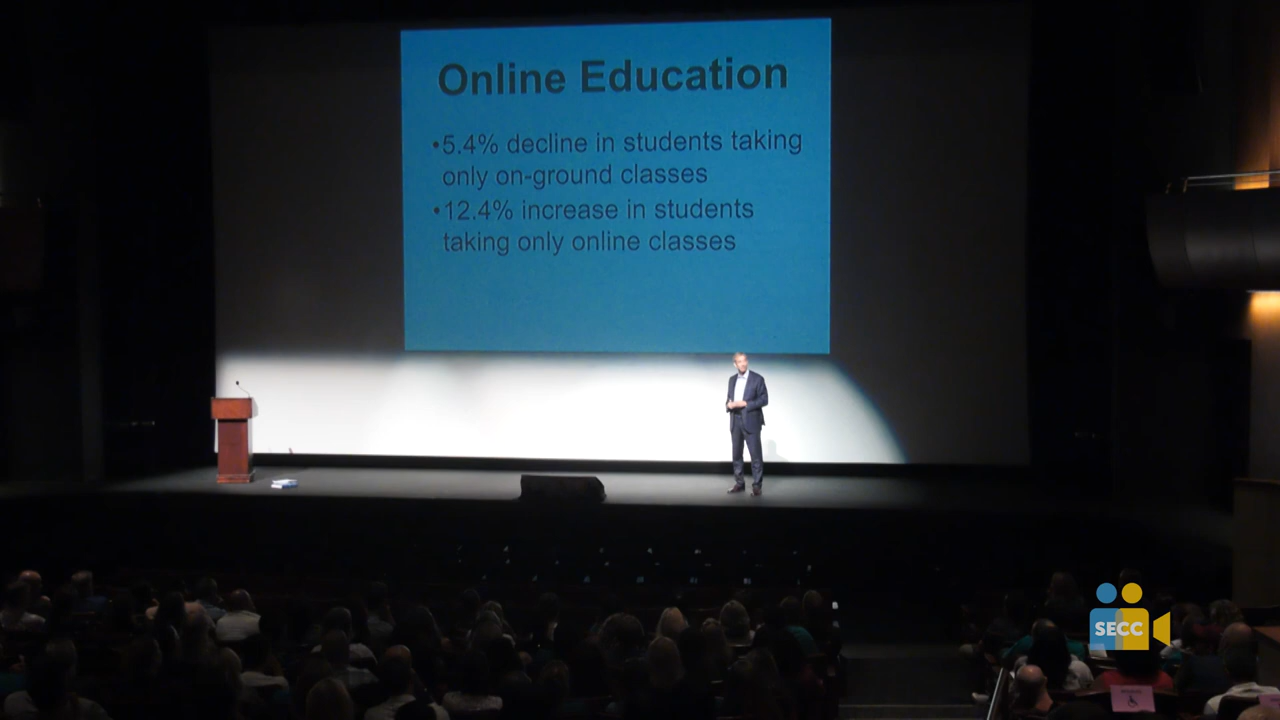 Online Education
•5.4% decline in students taking
only on-ground classes
•12.4% increase in students
taking only online classes
SECC